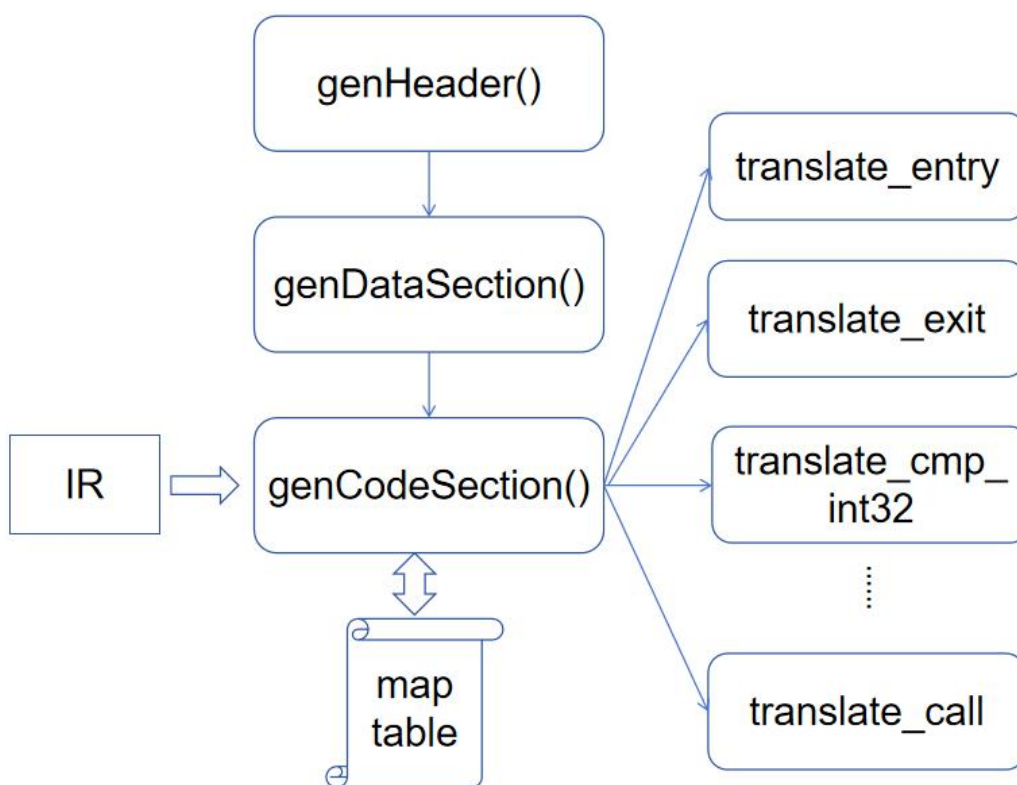 genHeader()
translate_entry
genDataSection()
translate_exit
IR
genCodeSection()
translate_cmp_
int32
......
map
table
translate_call